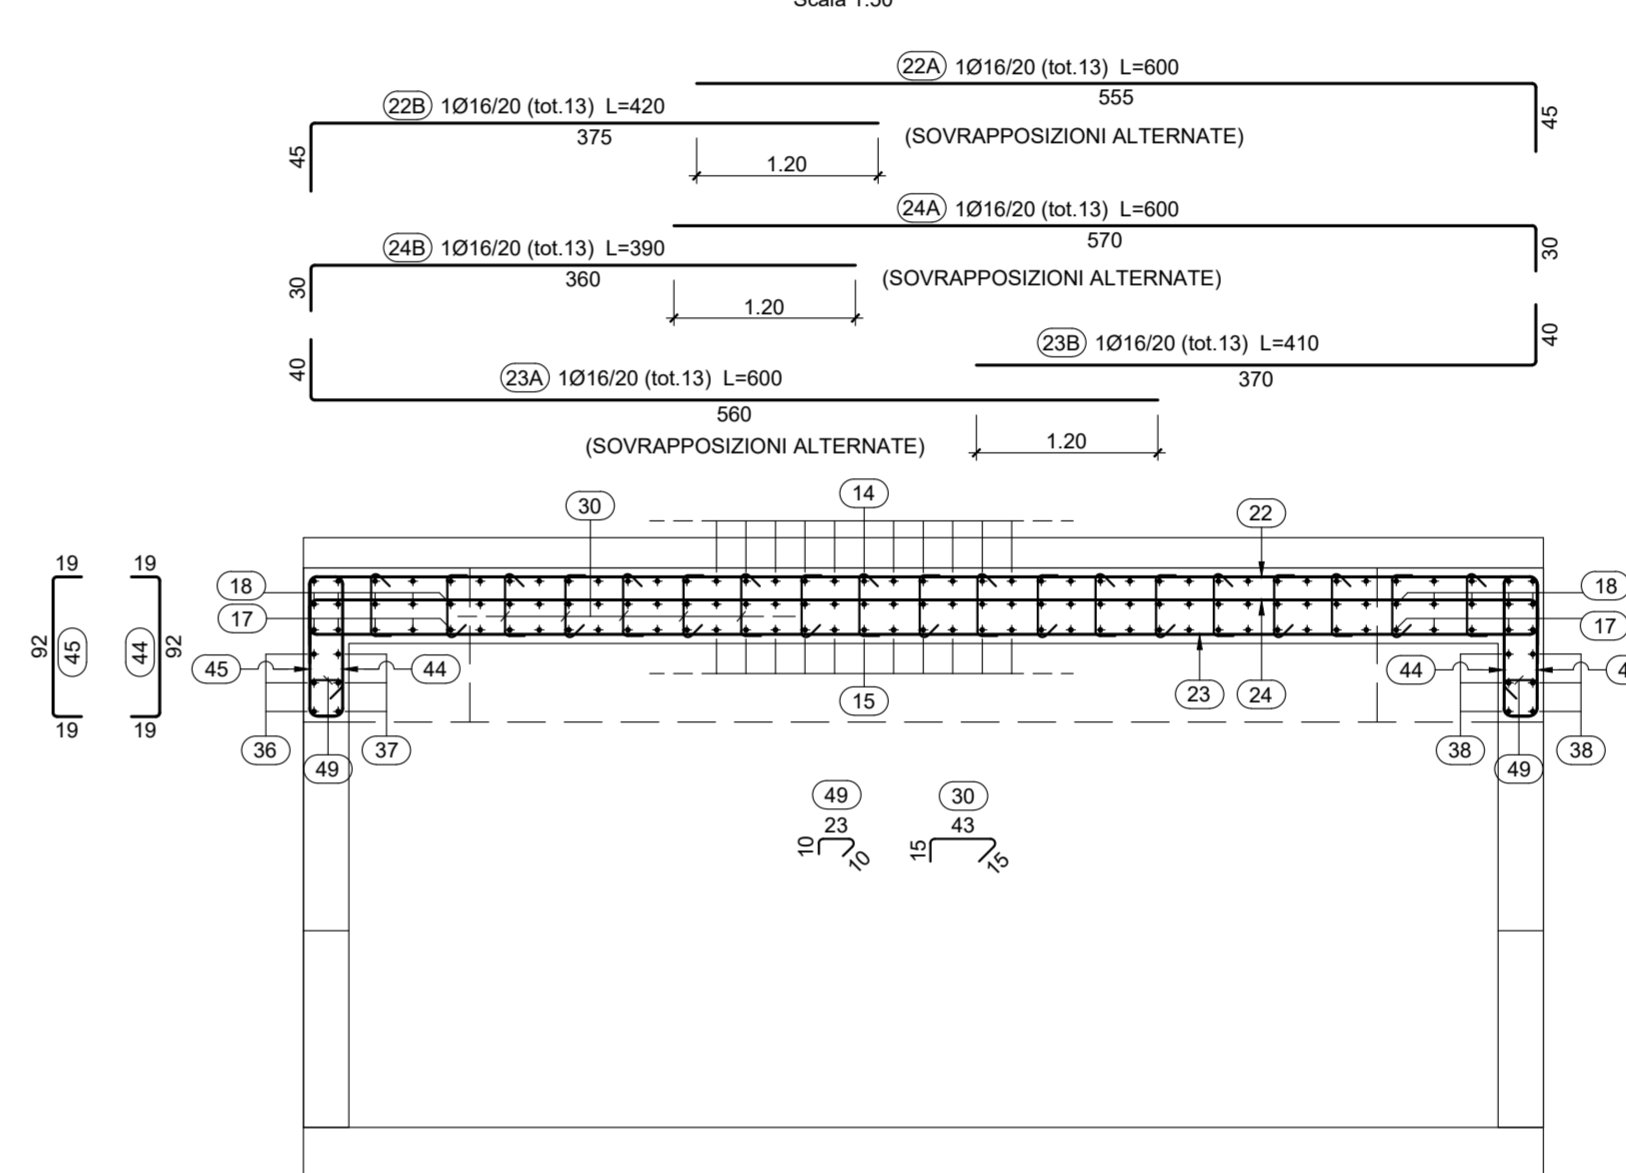 Scala 1:50
22A 1Ø16/20 (tot.13) L=600
555
45
22B 1Ø16/20 (tot.13) L=420
375
45
(SOVRAPPOSIZIONI ALTERNATE)
1.20
24A 1Ø16/20 (tot.13) L=600
570
30
24B 1Ø16/20 (tot.13) L=390
360
30
(SOVRAPPOSIZIONI ALTERNATE)
1.20
23B 1Ø16/20 (tot.13) L=410
370
40
23A 1Ø16/20 (tot.13) L=600
560
40
(SOVRAPPOSIZIONI ALTERNATE)
1.20
14
30
22
19 19
92 45 44 92
19 19
18 18
17 17
45 44 44
15 23 24
36 37 38 38
49 49
49 30
23 43
10 10 15 15